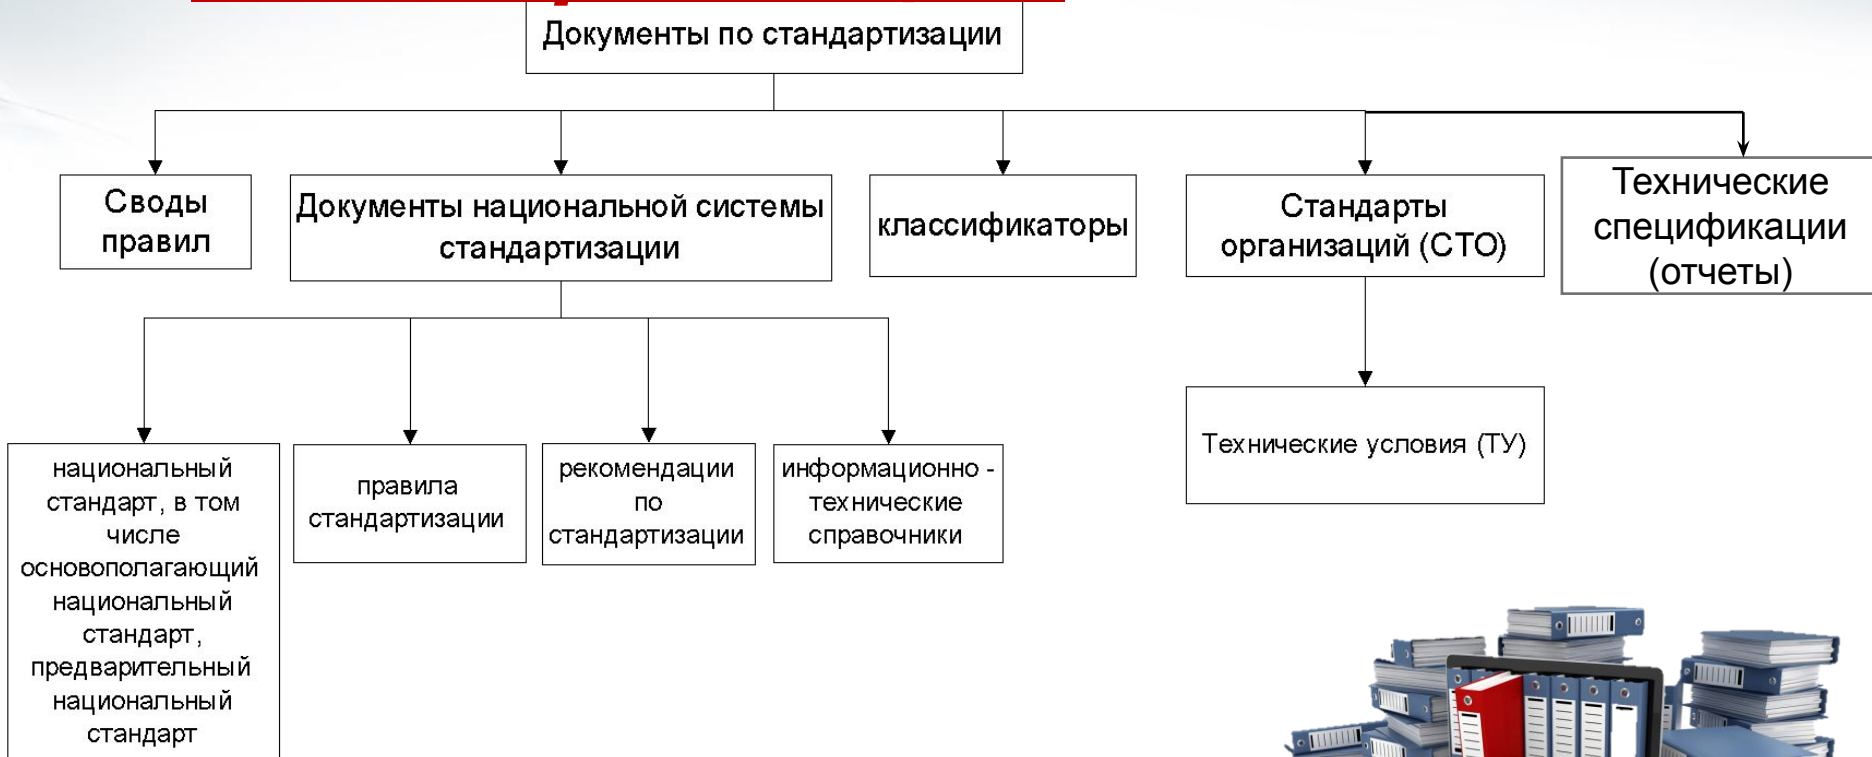 Документы по стандартизации
Своды
правил
Документы национальной системы
стандартизации
классификаторы
Стандарты
организаций (СТО)
Технические
спецификации
(отчеты)
национальный
стандарт, в том
числе
основополагающий
национальный
стандарт,
предварительный
национальный
стандарт
правила
стандартизации
рекомендации
по
стандартизации
информационно -
технические
справочники
Технические условия (ТУ)